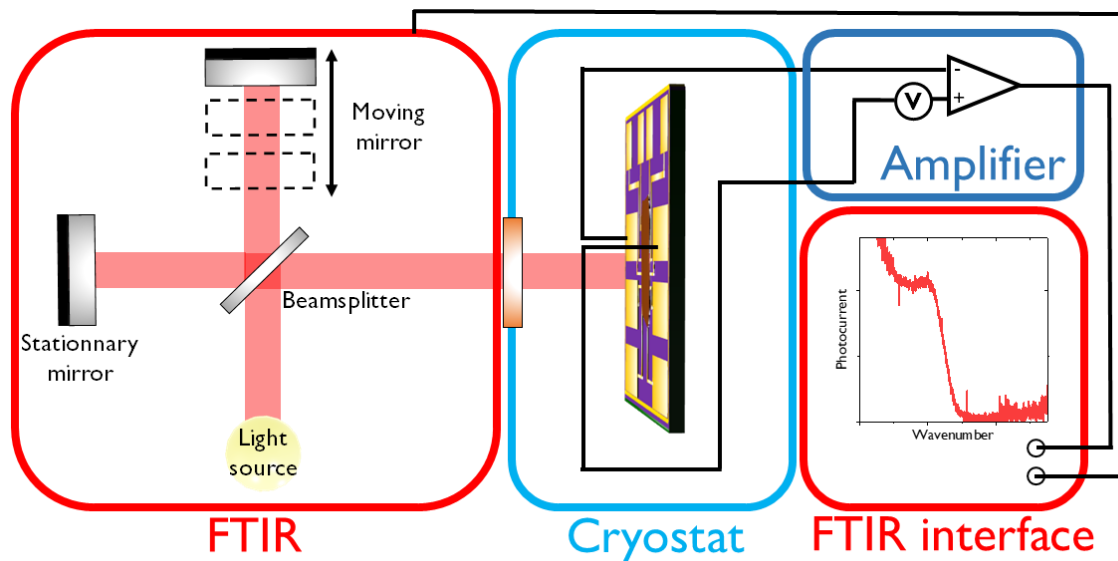 Moving
mirror
Beamsplitter
Stationnary
mirror
Light
source
FTIR
Cryostat
-
V
+
Amplifier
Photocurrent
Wavenumber
FTIR interface